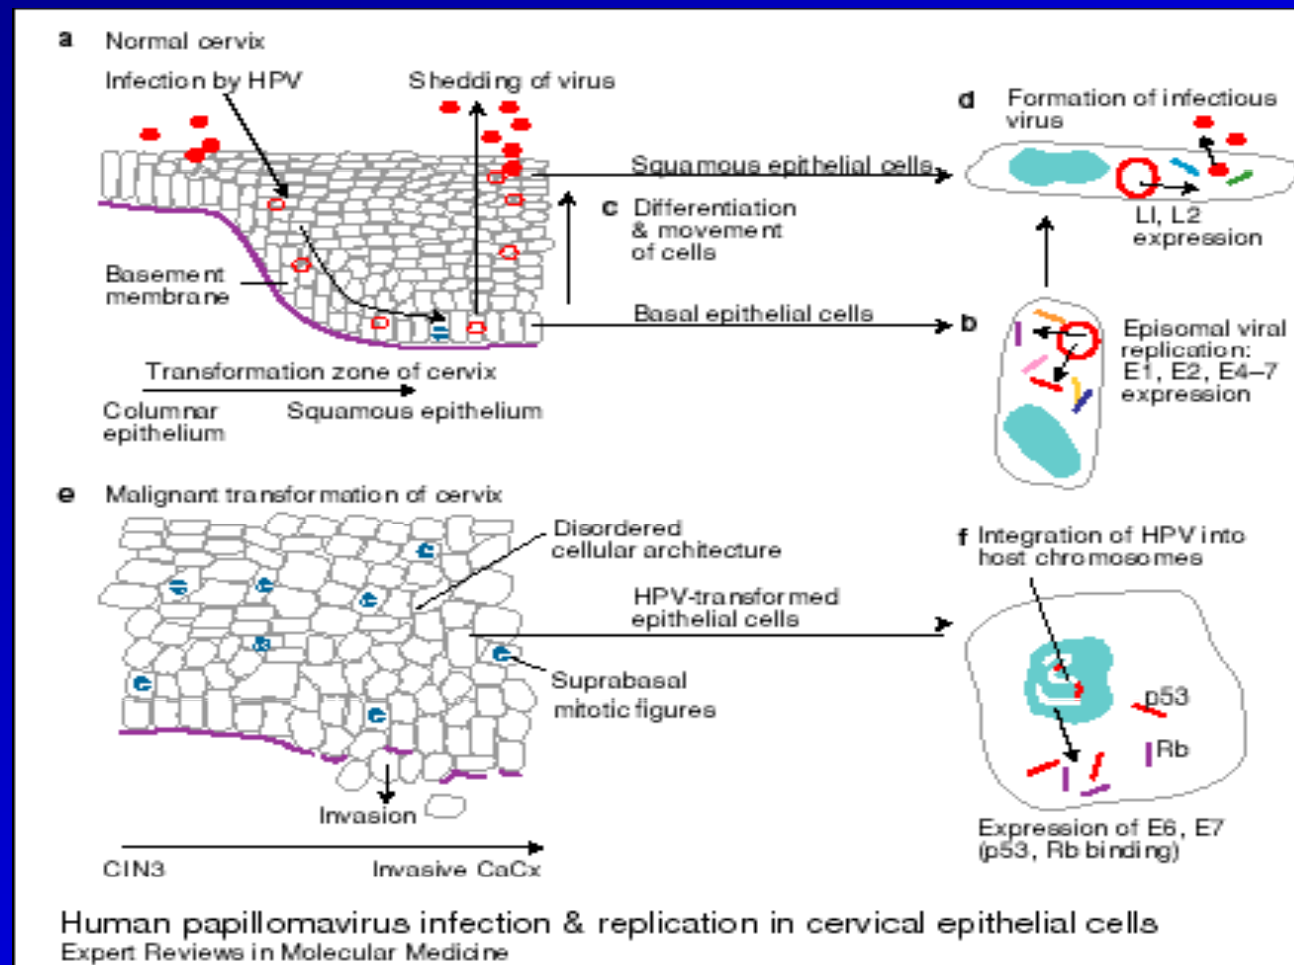 a Normal cervix
Infection by HPV
Shedding of virus
Basement
membrane
Transformation zone of cervix
Columnar
epithelium
Squamous epithelium
Squamous epithelial cells
c Differentiation
& movement
of cells
Basal epithelial cells
d Formation of infectious
virus
L1, L2
expression
b Episomal viral
replication:
E1, E2, E4–7
expression
e Malignant transformation of cervix
Disordered
cellular architecture
HPV-transformed
epithelial cells
Suprabasal
mitotic figures
Invasion
CIN3
Invasive CaCx
f Integration of HPV into
host chromosomes
p53
Rb
Expression of E6, E7
(p53, Rb binding)
Human papillomavirus infection & replication in cervical epithelial cells
Expert Reviews in Molecular Medicine